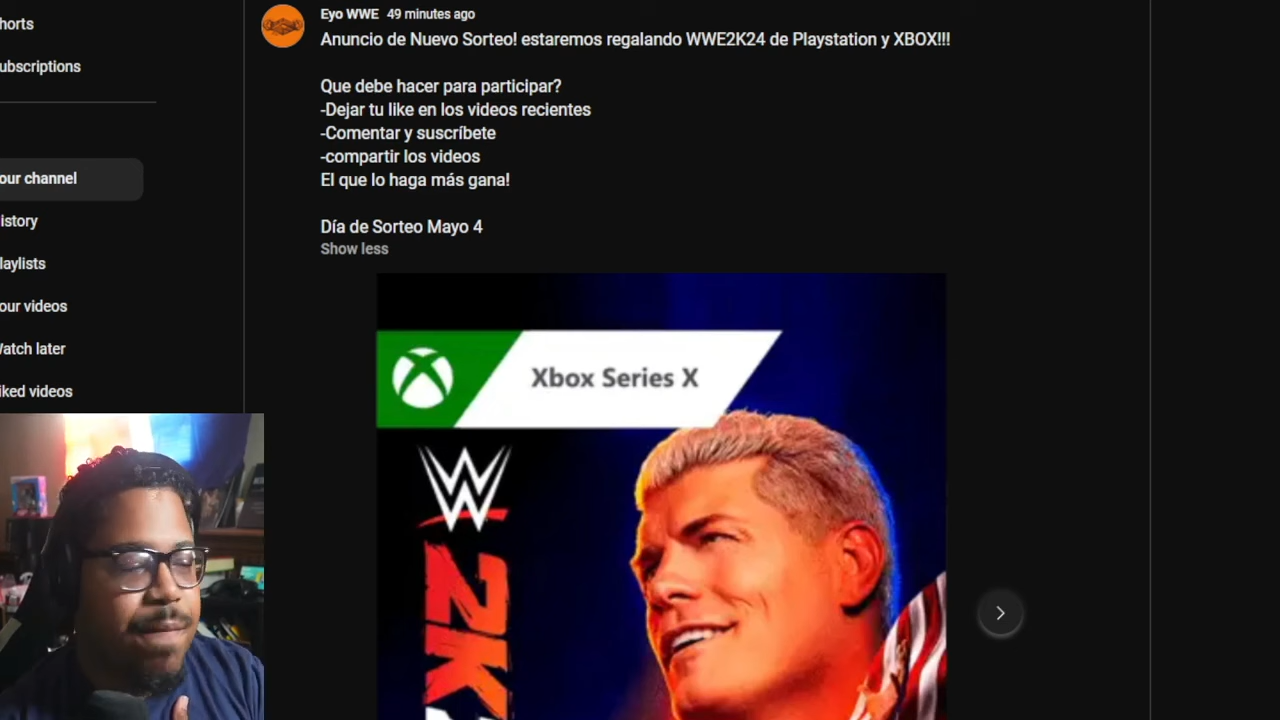 horts
ubscriptions
our channel
istory
laylists
our videos
Watch later
iked videos
Eyo WWE 49 minutes ago
Anuncio de Nuevo Sorteo! estaremos regalando WWE2K24 de Playstation y XBOX!!!
Que debe hacer para participar?
-Dejar tu like en los videos recientes
-Comentar y suscríbete
-compartir los videos
El que lo haga más gana!
Día de Sorteo Mayo 4
Show less
Xbox Series X
W
2K